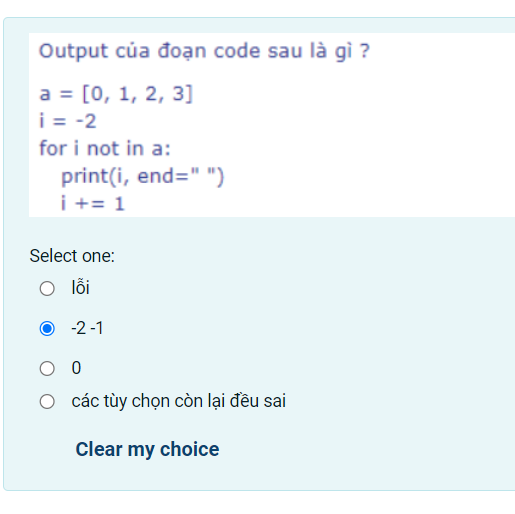 Output của đoạn code sau là gì ?
a = [0, 1, 2, 3]
i = -2
for i not in a:
    print(i, end=" ")
    i += 1
Select one:
lỗi
-2 -1
0
các tùy chọn còn lại đều sai
Clear my choice